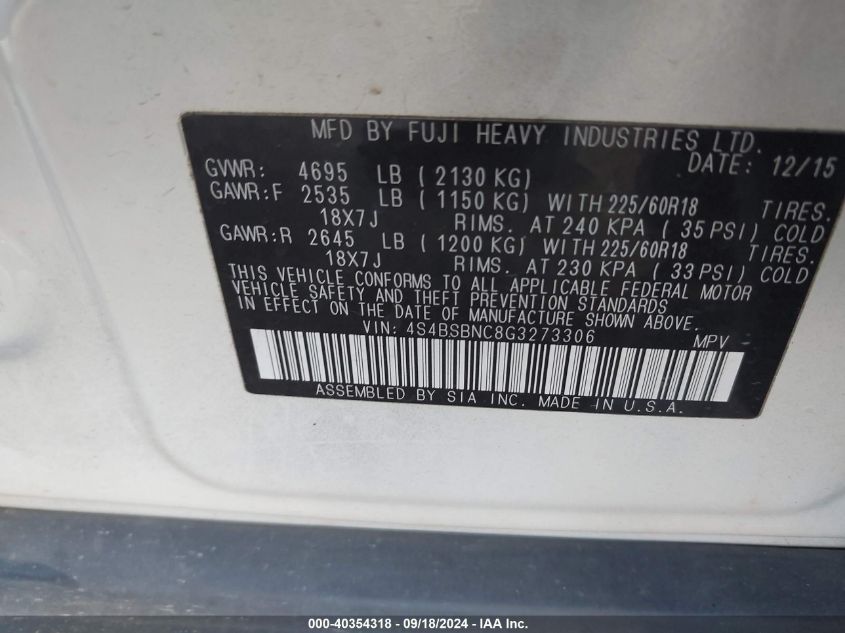 MFD BY FUJI HEAVY INDUSTRIES LTD.
DATE: 12/15
GVWR: 4695 LB ( 2130 KG)
GAWR:F 2535 LB ( 1150 KG) WITH 225/60R18 TIRES.
18X7J RIMS. AT 240 KPA ( 35 PSI) COLD
GAWR:R 2645 LB ( 1200 KG) WITH 225/60R18 TIRES.
18X7J RIMS. AT 230 KPA ( 33 PSI) COLD
THIS VEHICLE CONFORMS TO ALL APPLICABLE FEDERAL MOTOR
VEHICLE SAFETY AND THEFT PREVENTION STANDARDS
IN EFFECT ON THE DATE OF MANUFACTURE SHOWN ABOVE.
VIN: 4S4BSBNC8G3273306 MPV
ASSEMBLED BY SIA INC. MADE IN U.S.A.
000-40354318 - 09/18/2024 - IAA Inc.